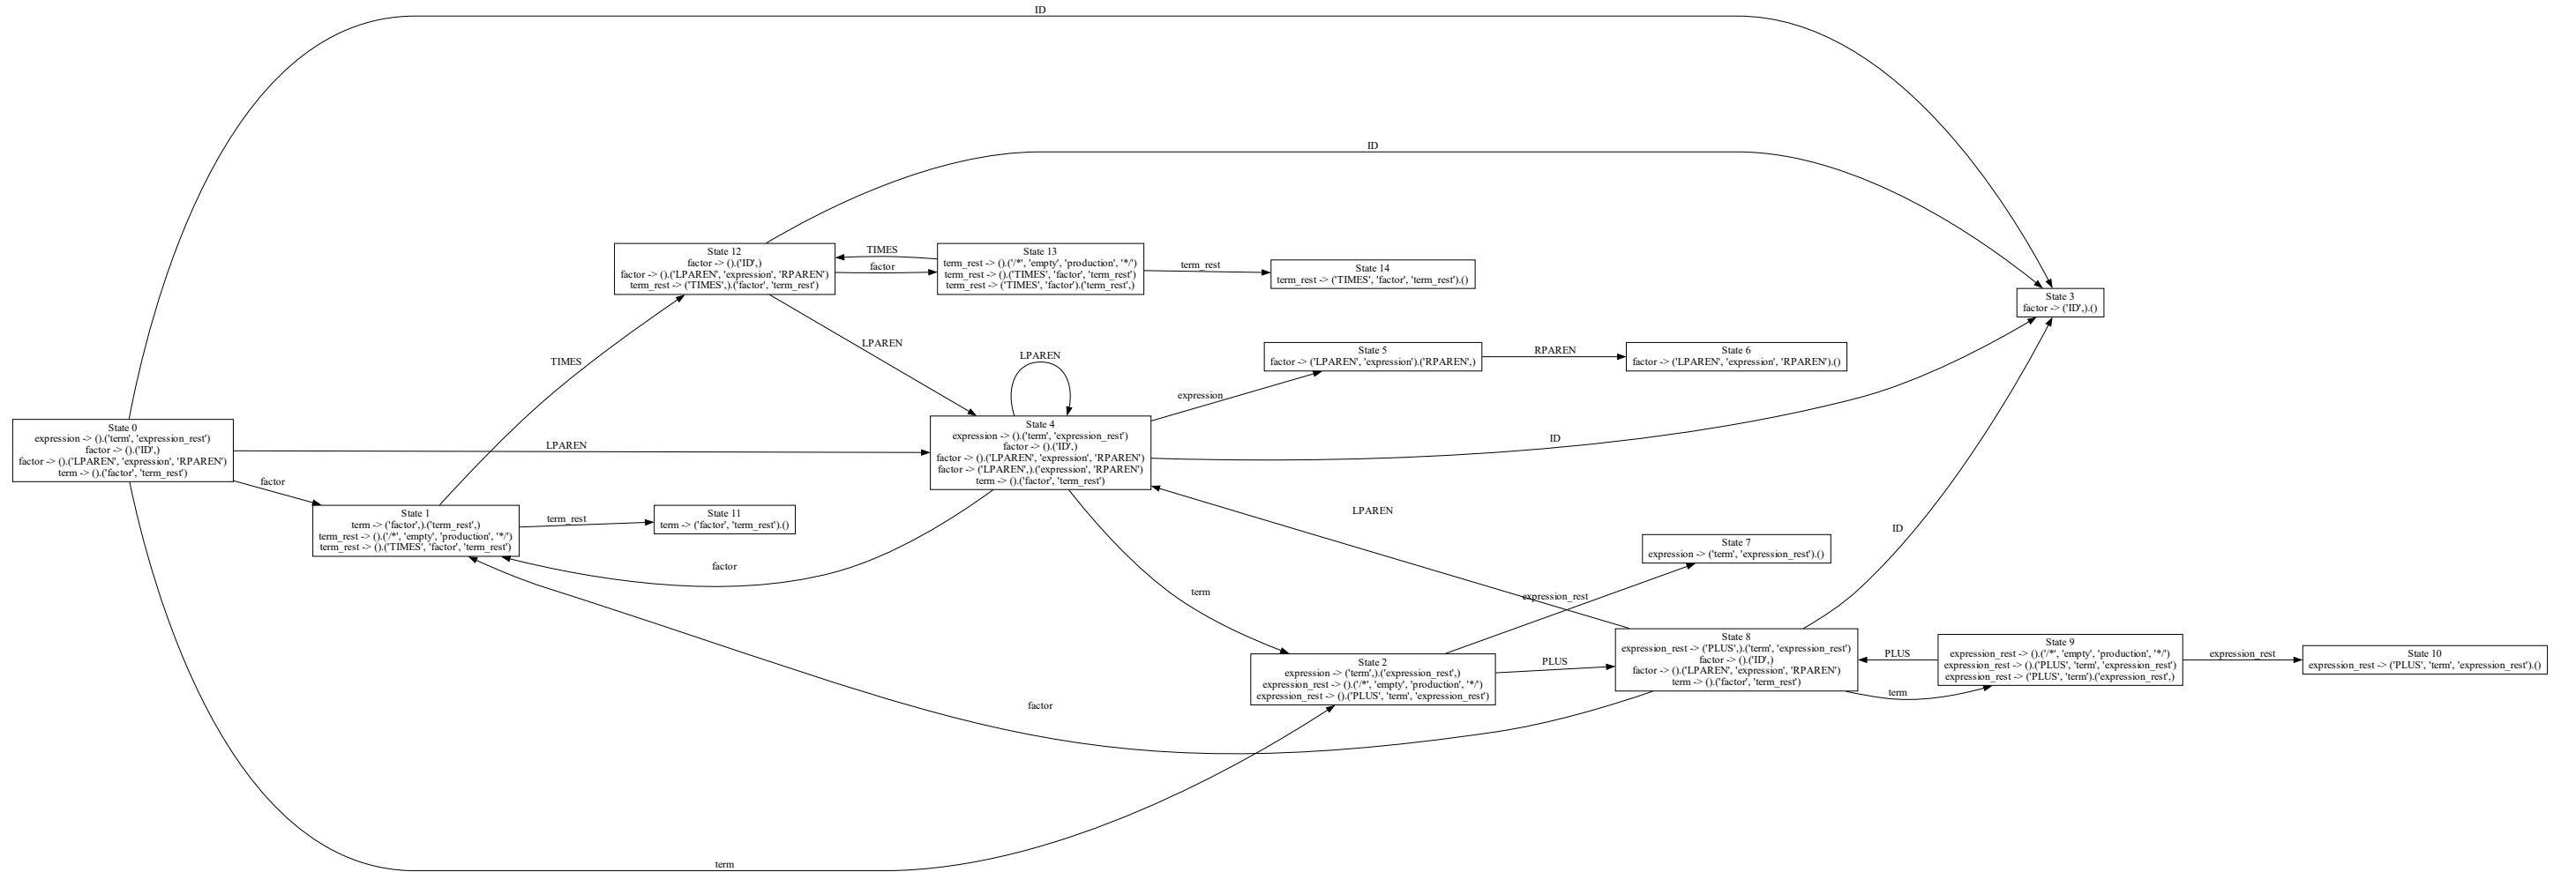 ID
ID
State 12
factor -> ().('ID',)
factor -> ().('LPAREN', 'expression', 'RPAREN')
term_rest -> ('TIMES',).('factor', 'term_rest')
TIMES
factor
State 13
term_rest -> ().('/*', 'empty', 'production', '*/')
term_rest -> ().('TIMES', 'factor', 'term_rest')
term_rest -> ('TIMES', 'factor').('term_rest',)
term_rest
State 14
term_rest -> ('TIMES', 'factor', 'term_rest').()
State 3
factor -> ('ID',).()
TIMES
LPAREN
LPAREN
State 5
factor -> ('LPAREN', 'expression').('RPAREN',)
RPAREN
State 6
factor -> ('LPAREN', 'expression', 'RPAREN').()
expression
State 0
expression -> ().('term', 'expression_rest')
factor -> ().('ID',)
factor -> ().('LPAREN', 'expression', 'RPAREN')
term -> ().('factor', 'term_rest')
LPAREN
State 4
expression -> ().('term', 'expression_rest')
factor -> ().('ID',)
factor -> ().('LPAREN', 'expression', 'RPAREN')
factor -> ('LPAREN',).('expression', 'RPAREN')
term -> ().('factor', 'term_rest')
ID
factor
State 1
term -> ('factor',).('term_rest',)
term_rest -> ().('/*', 'empty', 'production', '*/')
term_rest -> ().('TIMES', 'factor', 'term_rest')
term_rest
State 11
term -> ('factor', 'term_rest').()
LPAREN
ID
State 7
expression -> ('term', 'expression_rest').()
factor
term
expression_rest
State 2
expression -> ('term',).('expression_rest',)
expression_rest -> ().('/*', 'empty', 'production', '*/')
expression_rest -> ().('PLUS', 'term', 'expression_rest')
PLUS
State 8
expression_rest -> ('PLUS',).('term', 'expression_rest')
factor -> ().('ID',)
factor -> ().('LPAREN', 'expression', 'RPAREN')
term -> ().('factor', 'term_rest')
PLUS
term
State 9
expression_rest -> ().('/*', 'empty', 'production', '*/')
expression_rest -> ().('PLUS', 'term', 'expression_rest')
expression_rest -> ('PLUS', 'term').('expression_rest',)
expression_rest
State 10
expression_rest -> ('PLUS', 'term', 'expression_rest').()
factor
term